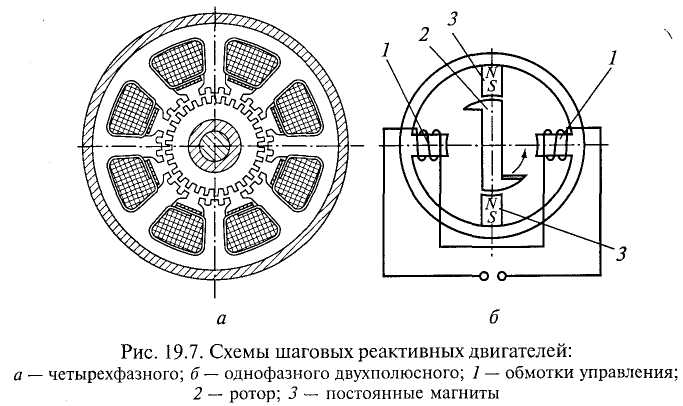 3
2
1
1
N
S
N
S
3
а
б
Рис. 19.7. Схемы шаговых реактивных двигателей:
а — четырехфазного; б — однофазного двухполюсного; 1 — обмотки управления;
2 — ротор; 3 — постоянные магниты